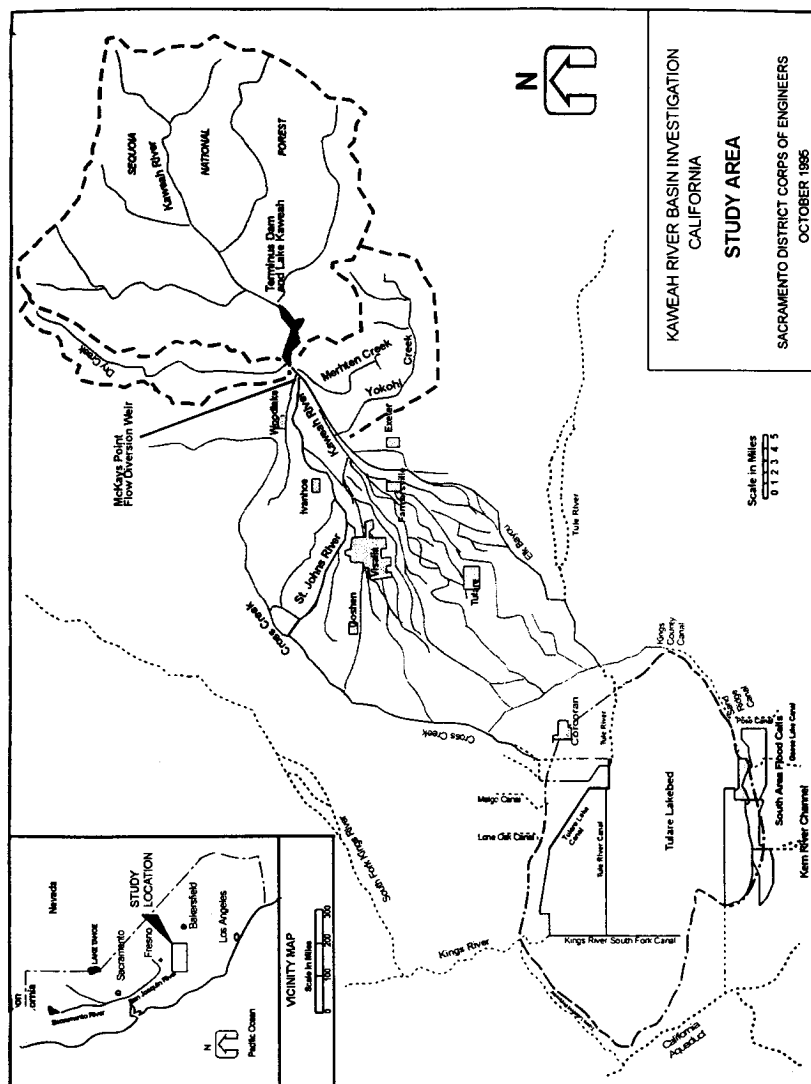 KAWEAH RIVER BASIN INVESTIGATION
CALIFORNIA
STUDY AREA
SACRAMENTO DISTRICT CORPS OF ENGINEERS
OCTOBER 1995
N
SEQUOIA
NATIONAL
FOREST
Kaweah River
Terminus Dam
and Lake Kaweah
Dry Creek
Merhten Creek
Yokohl
Creek
McKays Point
Flow Diversion Weir
Woodlake
Kaweah River
Exeter
Ivanhoe
Farmersville
St. Johns River
Visalia
Elk Bayou
Tulare
Goshen
Cross Creek
Cross Creek
Tule River
Scale in Miles
0 1 2 3 4 5
South Fork Kings River
Kings River
Corcoran
Kings
County
Canal
Melgo Canal
Lone Oak Canal
Tulare Lake
Canal
Tule River
Tule River Canal
Tulare Lakebed
Kings River South Fork Canal
Sand
Ridge
Canal
Goose Lake Canal
South Area Flood Cells
Kern River Channel
California
Aqueduct
Nevada
LAKE TAHOE
Sacramento
STUDY
LOCATION
Fresno
Bakersfield
Los Angeles
Sacramento River
San Joaquin River
Pacific Ocean
N
VICINITY MAP
Scale in Miles
0 100 200 300